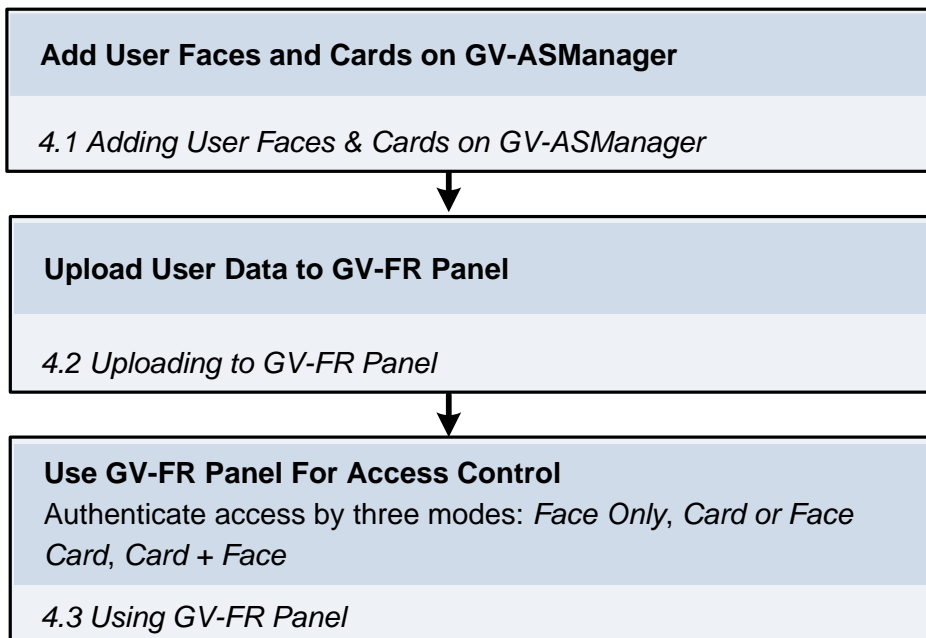 Add User Faces and Cards on GV-ASManager
4.1 Adding User Faces & Cards on GV-ASManager
Upload User Data to GV-FR Panel
4.2 Uploading to GV-FR Panel
Use GV-FR Panel For Access Control
Authenticate access by three modes: Face Only, Card or Face
Card, Card + Face
4.3 Using GV-FR Panel